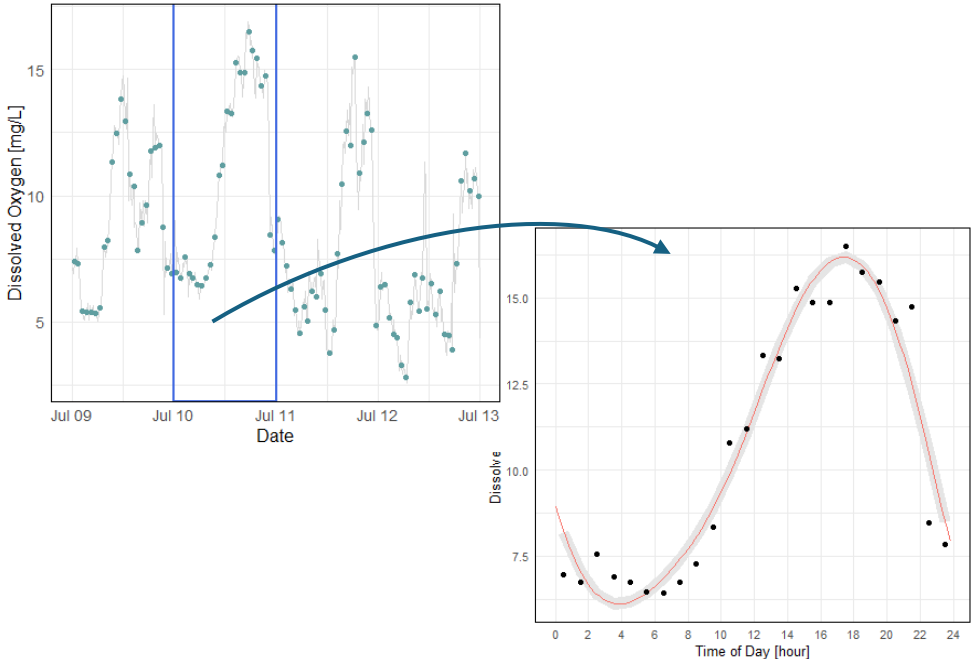 Dissolved Oxygen [mg/L]
15
10
5
Jul 09 Jul 10 Jul 11 Jul 12 Jul 13
Date
Dissolve
15.0
12.5
10.0
7.5
0 2 4 6 8 10 12 14 16 18 20 22 24
Time of Day [hour]